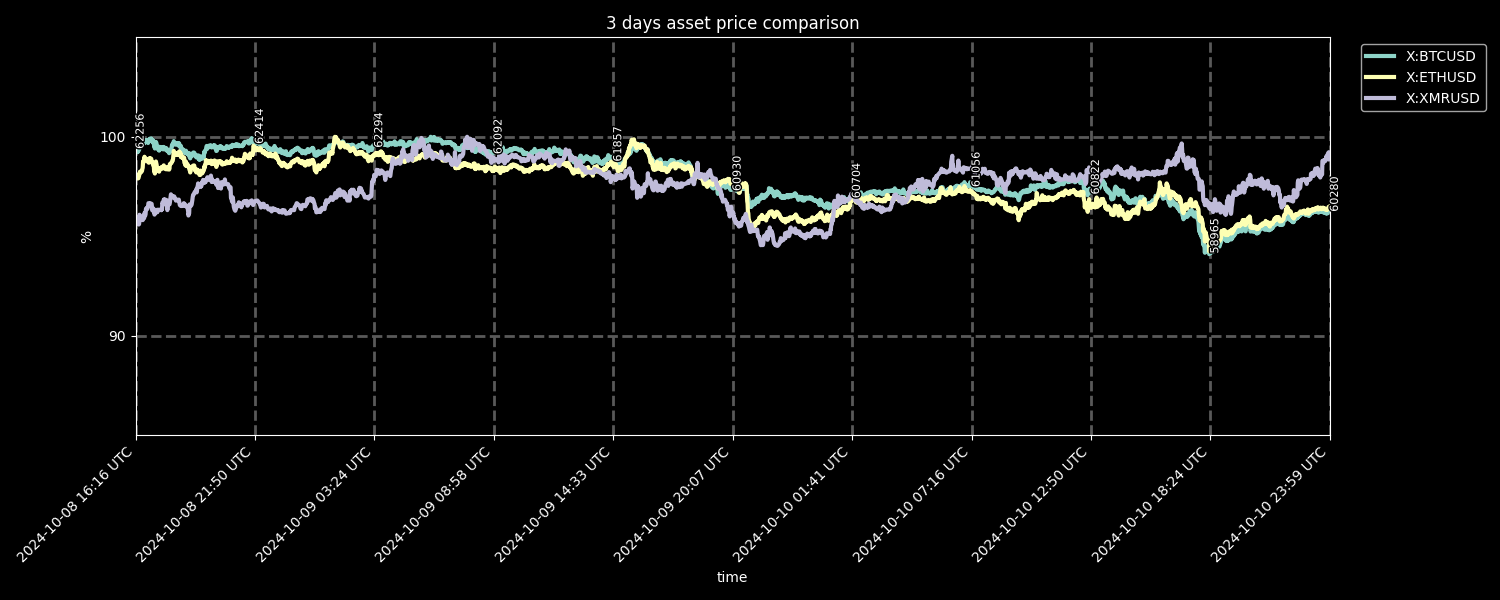 3 days asset price comparison
X:BTCUSD
X:ETHUSD
X:XMRUSD
62256
62414
62294
62092
61857
60930
60704
61056
60822
58965
60280
100
90
%
2024-10-08 16:16 UTC
2024-10-08 21:50 UTC
2024-10-09 03:24 UTC
2024-10-09 08:58 UTC
2024-10-09 14:33 UTC
2024-10-09 20:07 UTC
2024-10-10 01:41 UTC
2024-10-10 07:16 UTC
2024-10-10 12:50 UTC
2024-10-10 18:24 UTC
2024-10-10 23:59 UTC
time